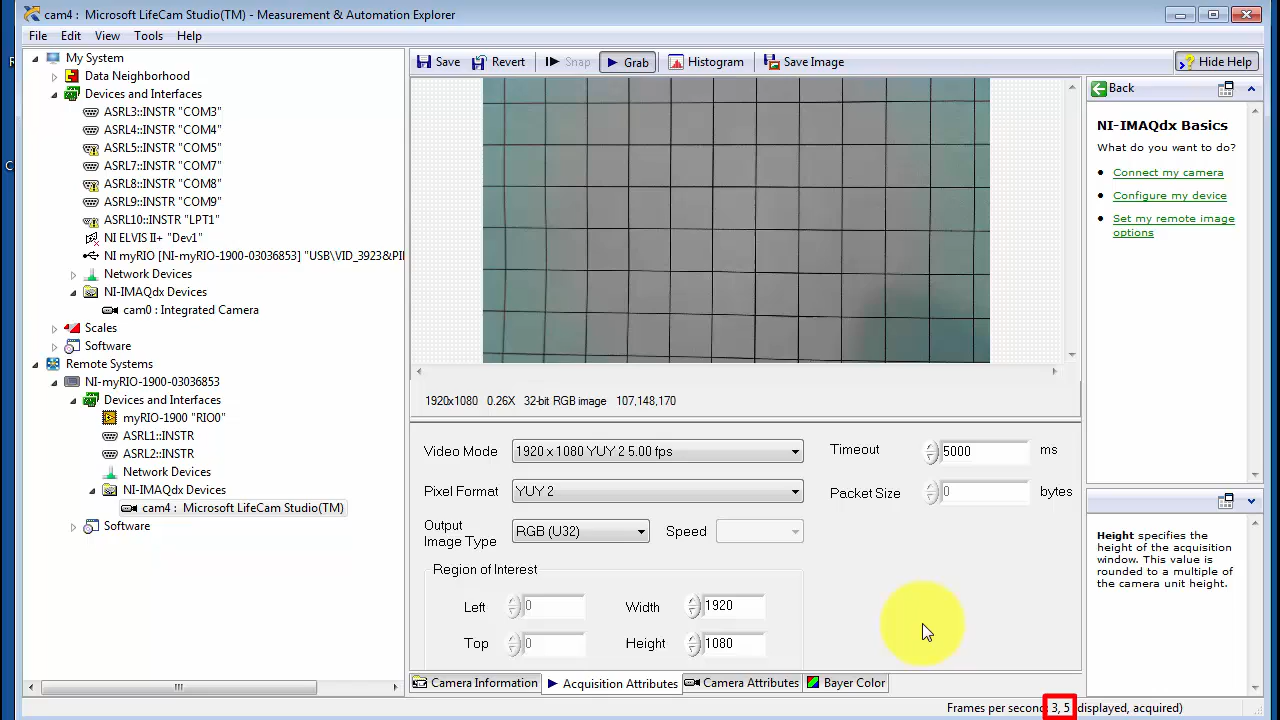 cam4 : Microsoft LifeCam Studio(TM) - Measurement & Automation Explorer
File Edit View Tools Help
My System
Data Neighborhood
Devices and Interfaces
ASRL3::INSTR "COM3"
ASRL4::INSTR "COM4"
ASRL5::INSTR "COM5"
ASRL7::INSTR "COM7"
ASRL8::INSTR "COM8"
ASRL9::INSTR "COM9"
ASRL10::INSTR "LPT1"
NI ELVIS II+ "Dev1"
NI myRIO [NI-myRIO-1900-03036853] "USB\VID_3923&PI
Network Devices
NI-IMAQdx Devices
cam0 : Integrated Camera
Scales
Software
Remote Systems
NI-myRIO-1900-03036853
Devices and Interfaces
myRIO-1900 "RIO0"
ASRL1::INSTR
ASRL2::INSTR
Network Devices
NI-IMAQdx Devices
cam4 : Microsoft LifeCam Studio(TM)
Software
Save Revert Snap Grab Histogram Save Image Hide Help
1920x1080 0.26X 32-bit RGB image 107,148,170
Video Mode 1920 x 1080 YUY 2 5.00 fps Timeout 5000 ms
Pixel Format YUY 2 Packet Size 0 bytes
Output
Image Type RGB (U32) Speed
Region of Interest
Left 0 Width 1920
Top 0 Height 1080
Camera Information Acquisition Attributes Camera Attributes Bayer Color
Back
NI-IMAQdx Basics
What do you want to do?
Connect my camera
Configure my device
Set my remote image
options
Height specifies the
height of the acquisition
window. This value is
rounded to a multiple of
the camera unit height.
Frames per second 3, 5 displayed, acquired)